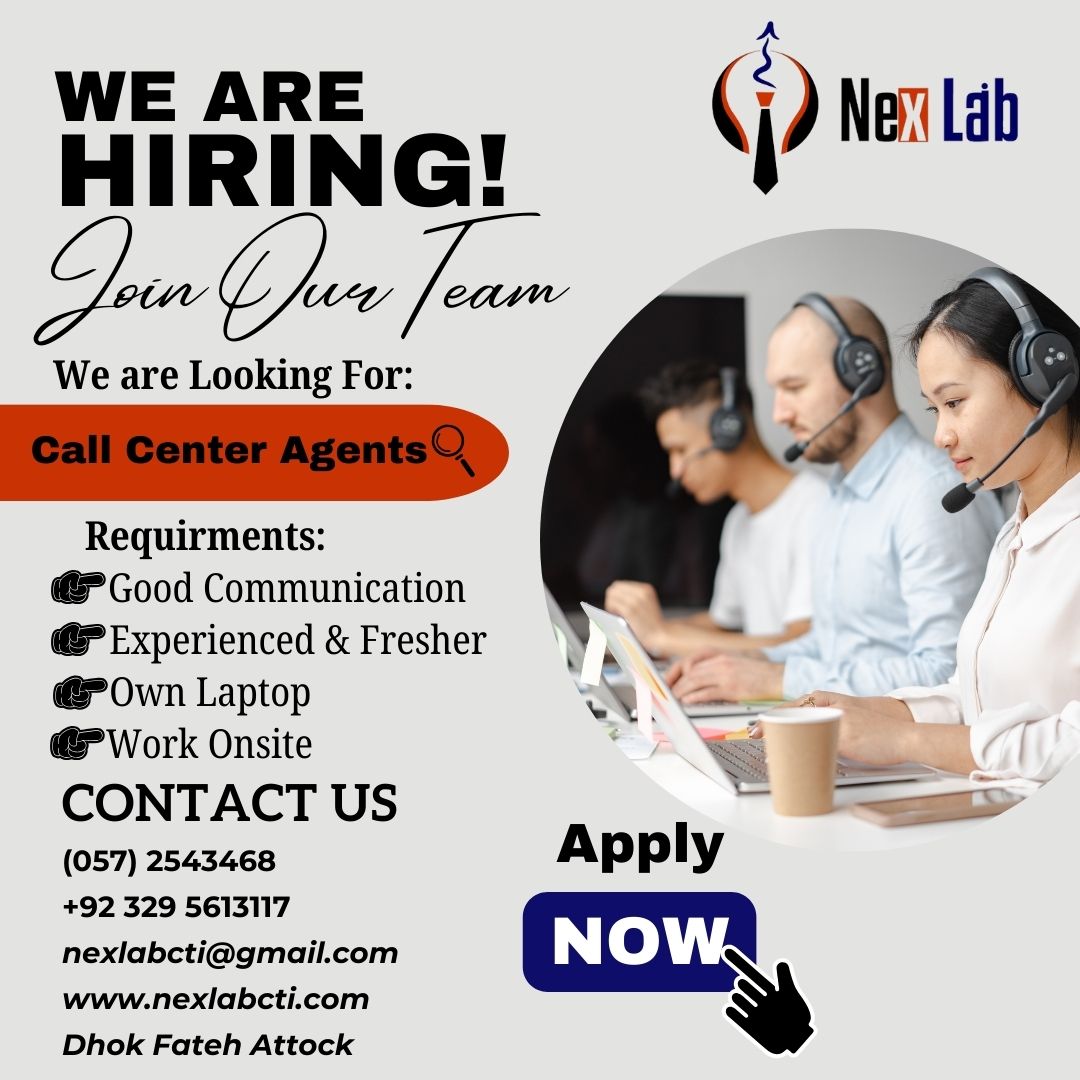 WE ARE
HIRING!
Join Our Team
Nex Lab
We are Looking For:
Call Center Agents
Requirments:
Good Communication
Experienced & Fresher
Own Laptop
Work Onsite
CONTACT US
(057) 2543468
+92 329 5613117
nexlabcti@gmail.com
www.nexlabcti.com
Dhok Fateh Attock
Apply
NOW